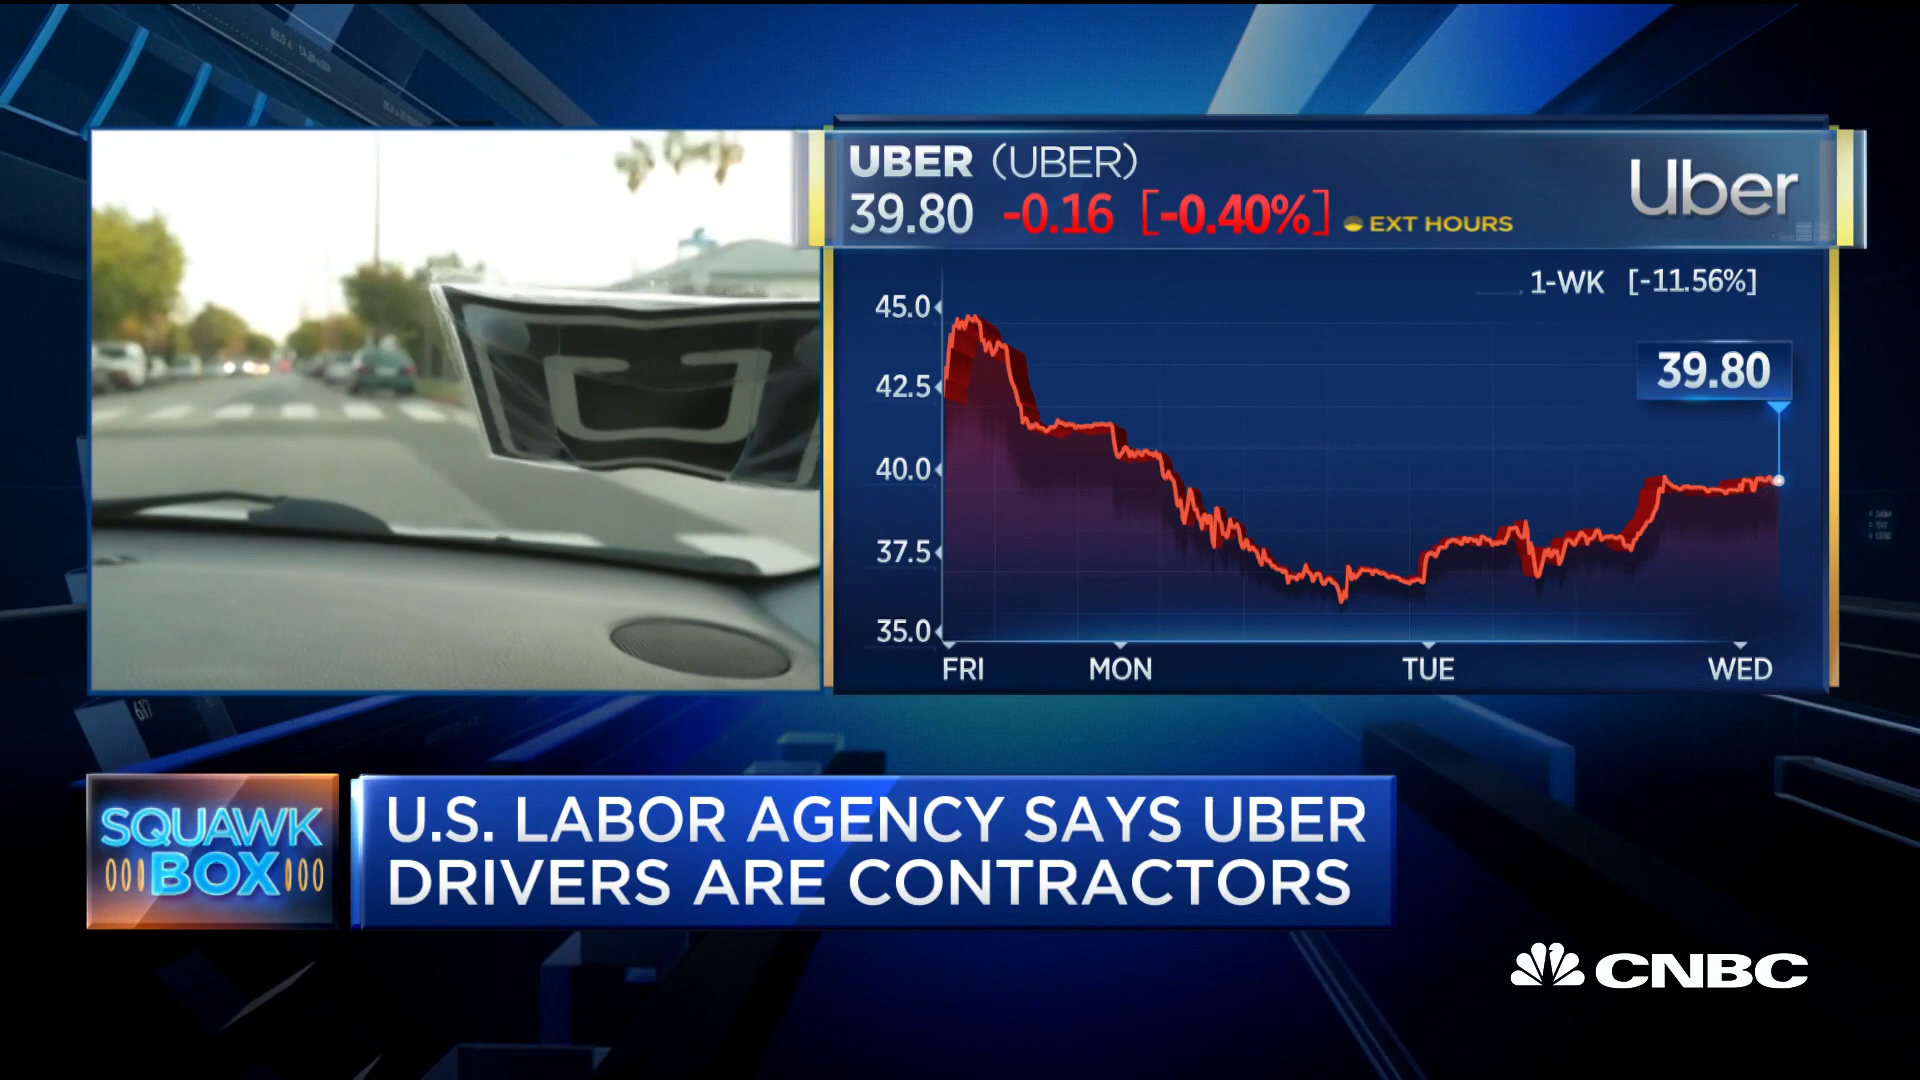 UBER (UBER)
39.80 -0.16 [-0.40%] EXT HOURS
Uber
1-WK [-11.56%]
39.80
45.0
42.5
40.0
37.5
35.0
FRI MON TUE WED
617
SQUAWK
BOX
U.S. LABOR AGENCY SAYS UBER
DRIVERS ARE CONTRACTORS
CNBC